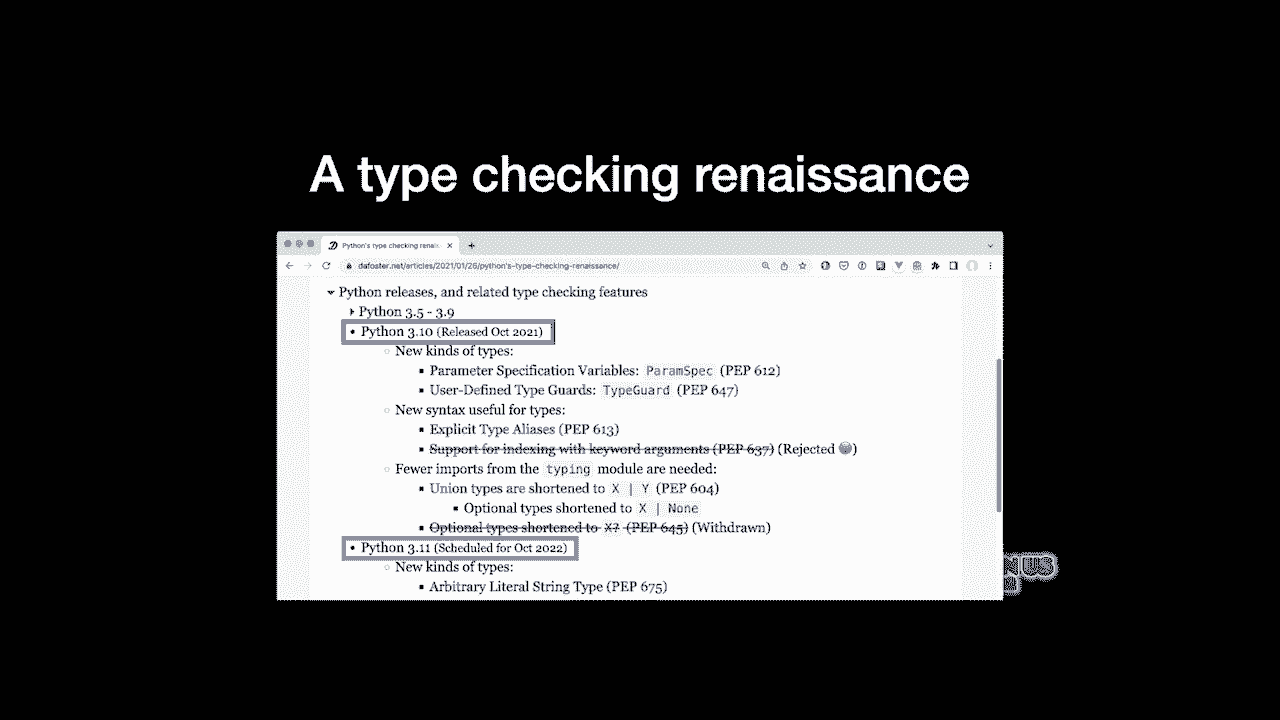 A type checking renaissance
Python's type checking renais
dafoster.net/articles/2021/01/26/python's-type-checking-renaissance/
Python releases, and related type checking features
Python 3.5 - 3.9
Python 3.10 (Released Oct 2021)
New kinds of types:
Parameter Specification Variables: ParamSpec (PEP 612)
User-Defined Type Guards: TypeGuard (PEP 647)
New syntax useful for types:
Explicit Type Aliases (PEP 613)
Support for indexing with keyword arguments (PEP 637) (Rejected 😢)
Fewer imports from the typing module are needed:
Union types are shortened to X | Y (PEP 604)
Optional types shortened to X | None
Optional types shortened to X? (PEP 645) (Withdrawn)
Python 3.11 (Scheduled for Oct 2022)
New kinds of types:
Arbitrary Literal String Type (PEP 675)